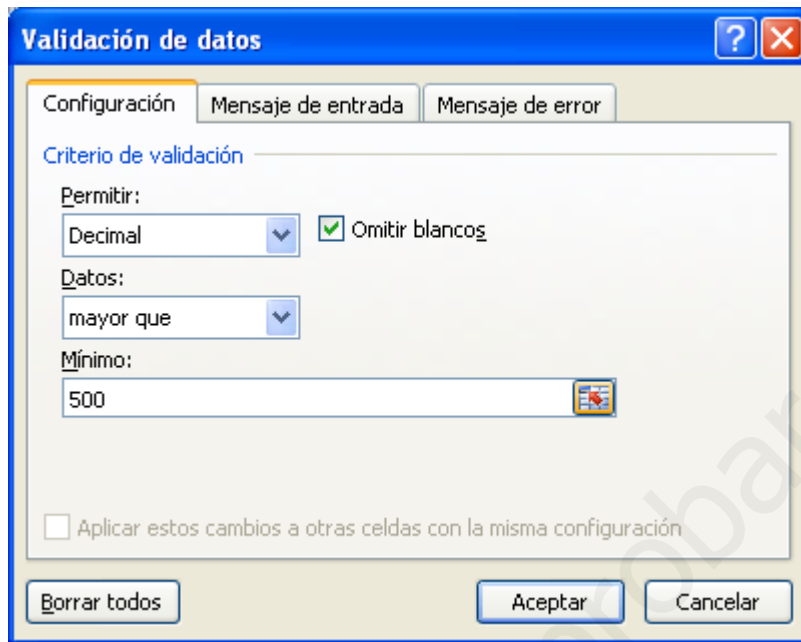 Validación de datos
Configuración
Mensaje de entrada
Mensaje de error
Criterio de validación
Permitir:
Decimal
Omitir blancos
Datos:
mayor que
Mínimo:
500
Aplicar estos cambios a otras celdas con la misma configuración
Borrar todos
Aceptar
Cancelar